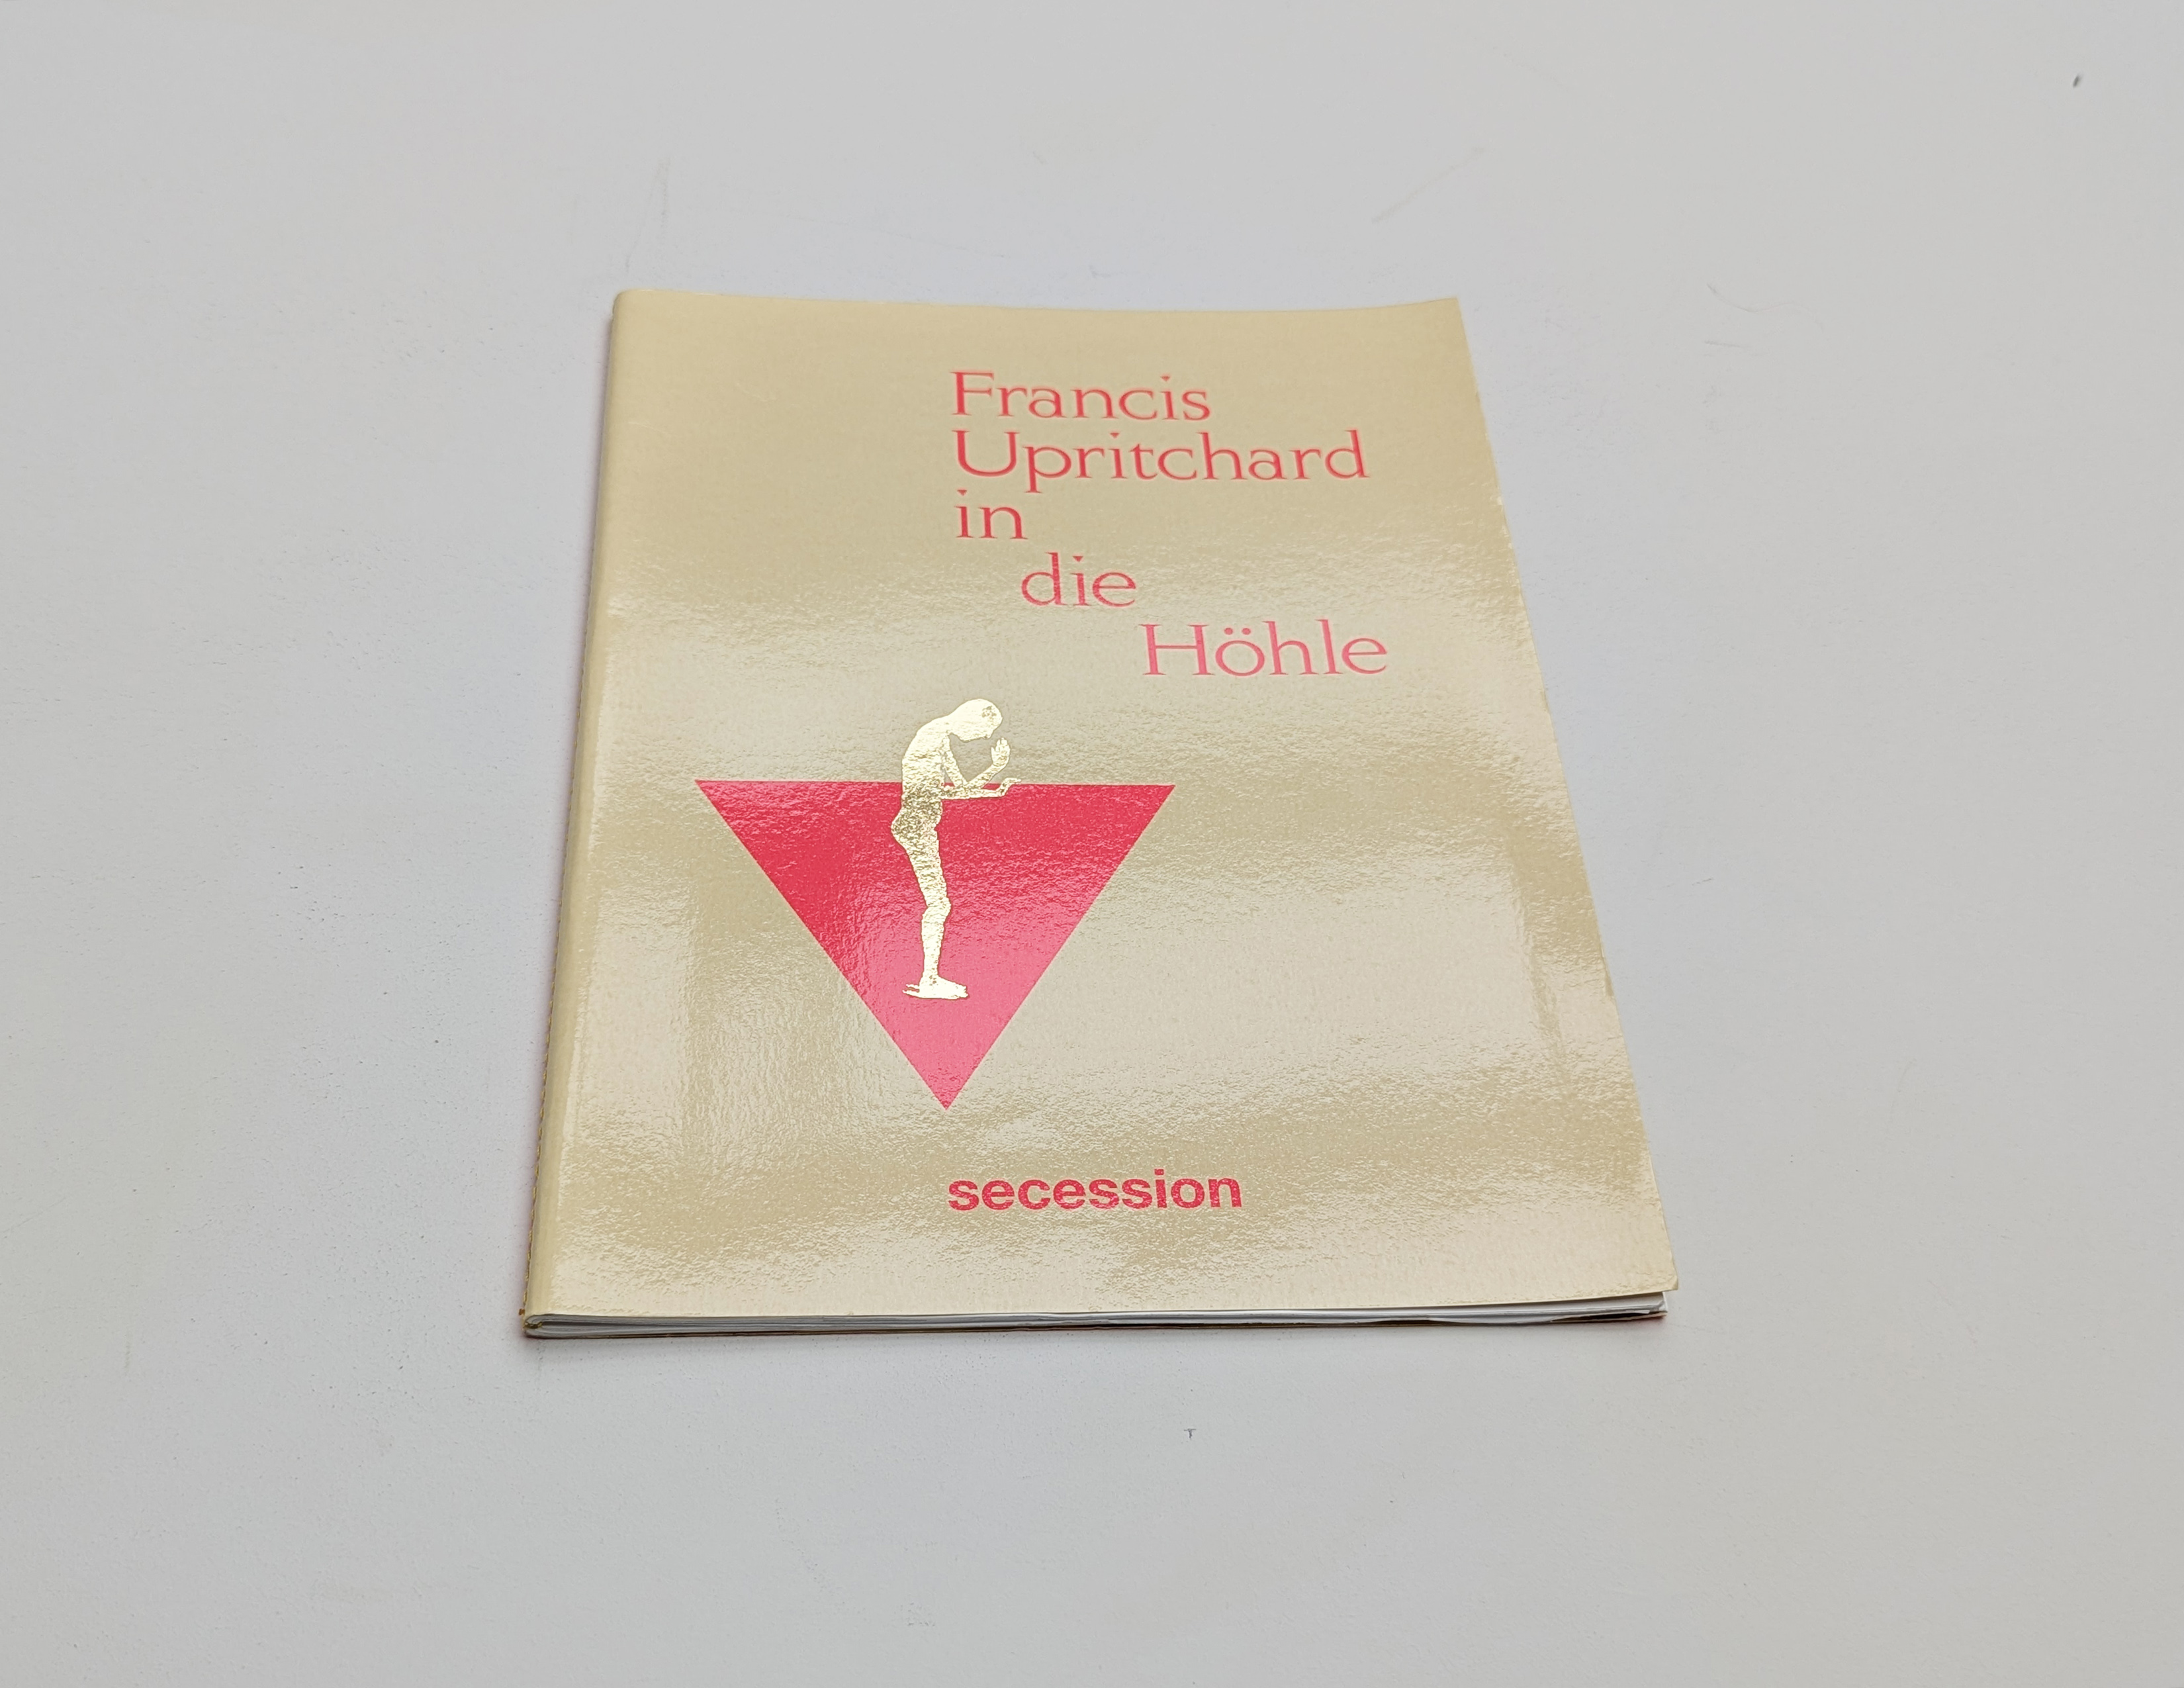 Francis
Upritchard
in
die
Höhle
secession